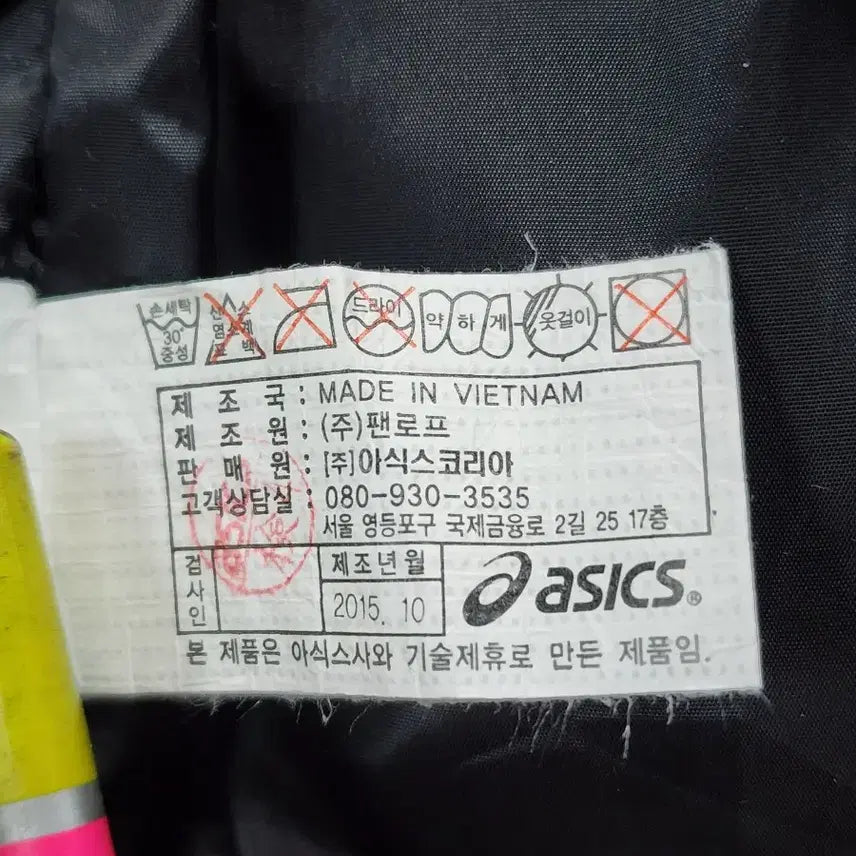 손세탁
30°
중성
산소
염소계
표백
드라이
약하게
옷걸이
제조국 : MADE IN VIETNAM
제조원 : (주)팬로프
판매원 : [주]아식스코리아
고객상담실 : 080-930-3535
서울 영등포구 국제금융로 2길 25 17층
검사인
제조년월
2015. 10
asics®
본 제품은 아식스사와 기술제휴로 만든 제품임.